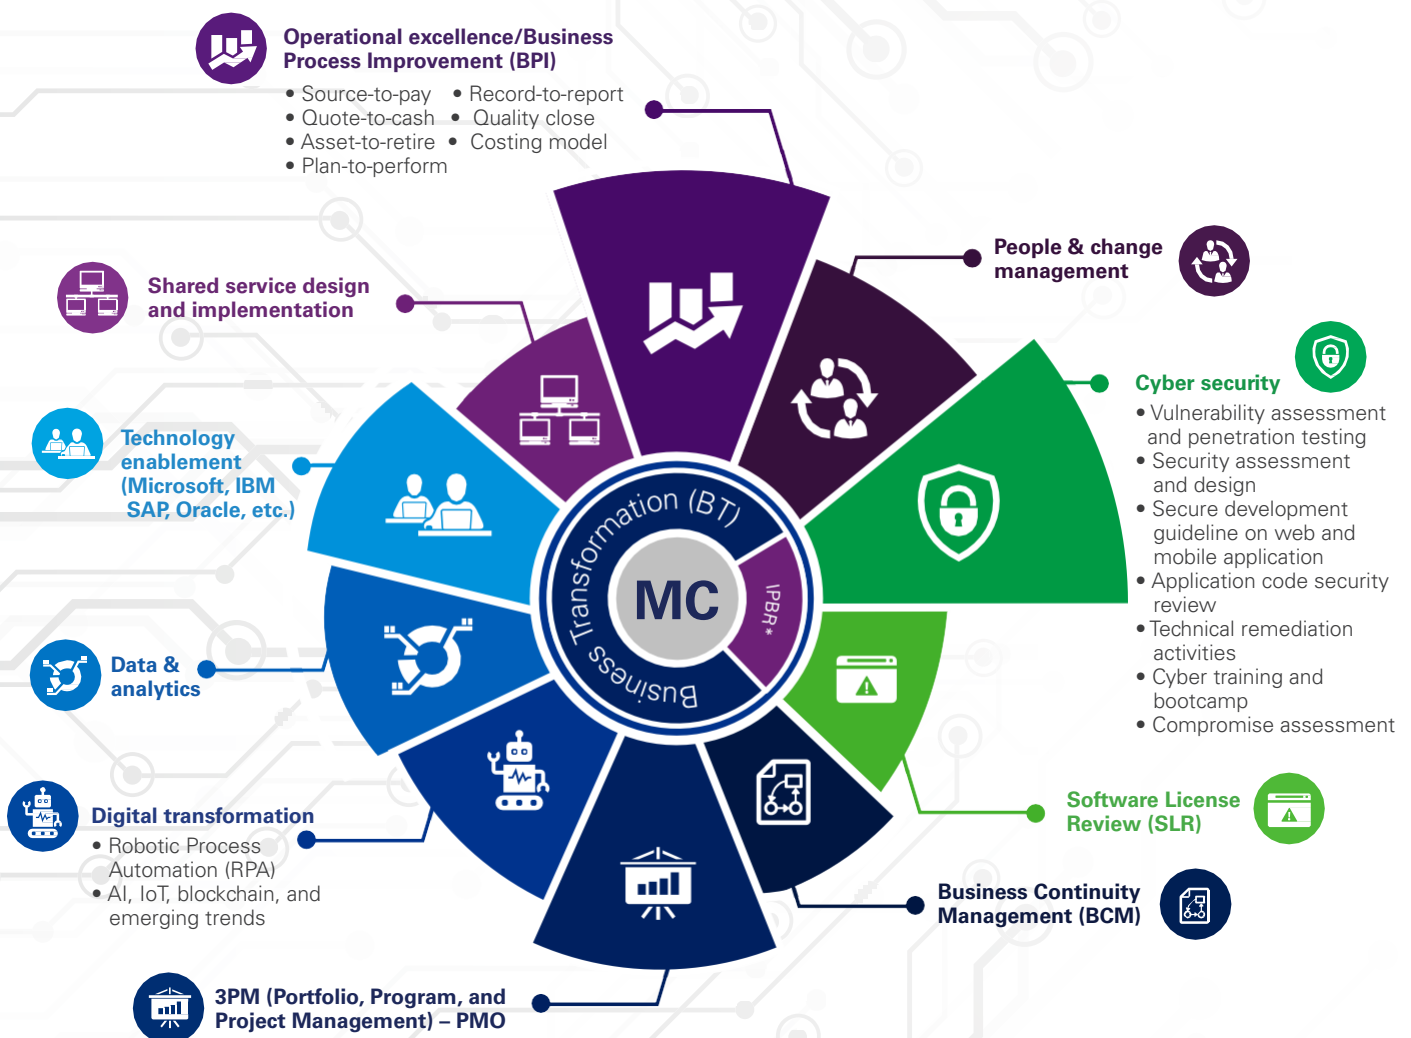 Operational excellence/Business
Process Improvement (BPI)
• Source-to-pay • Record-to-report
• Quote-to-cash • Quality close
• Asset-to-retire • Costing model
• Plan-to-perform
People & change
management
Shared service design
and implementation
Cyber security
• Vulnerability assessment
and penetration testing
• Security assessment
and design
• Secure development
guideline on web and
mobile application
• Application code security
review
• Technical remediation
activities
• Cyber training and
bootcamp
• Compromise assessment
Technology
enablement
(Microsoft, IBM
SAP, Oracle, etc.)
Business Transformation (BT)
MC
IPBR*
Data &
analytics
Digital transformation
• Robotic Process
Automation (RPA)
• AI, IoT, blockchain, and
emerging trends
Software License
Review (SLR)
Business Continuity
Management (BCM)
3PM (Portfolio, Program, and
Project Management) – PMO